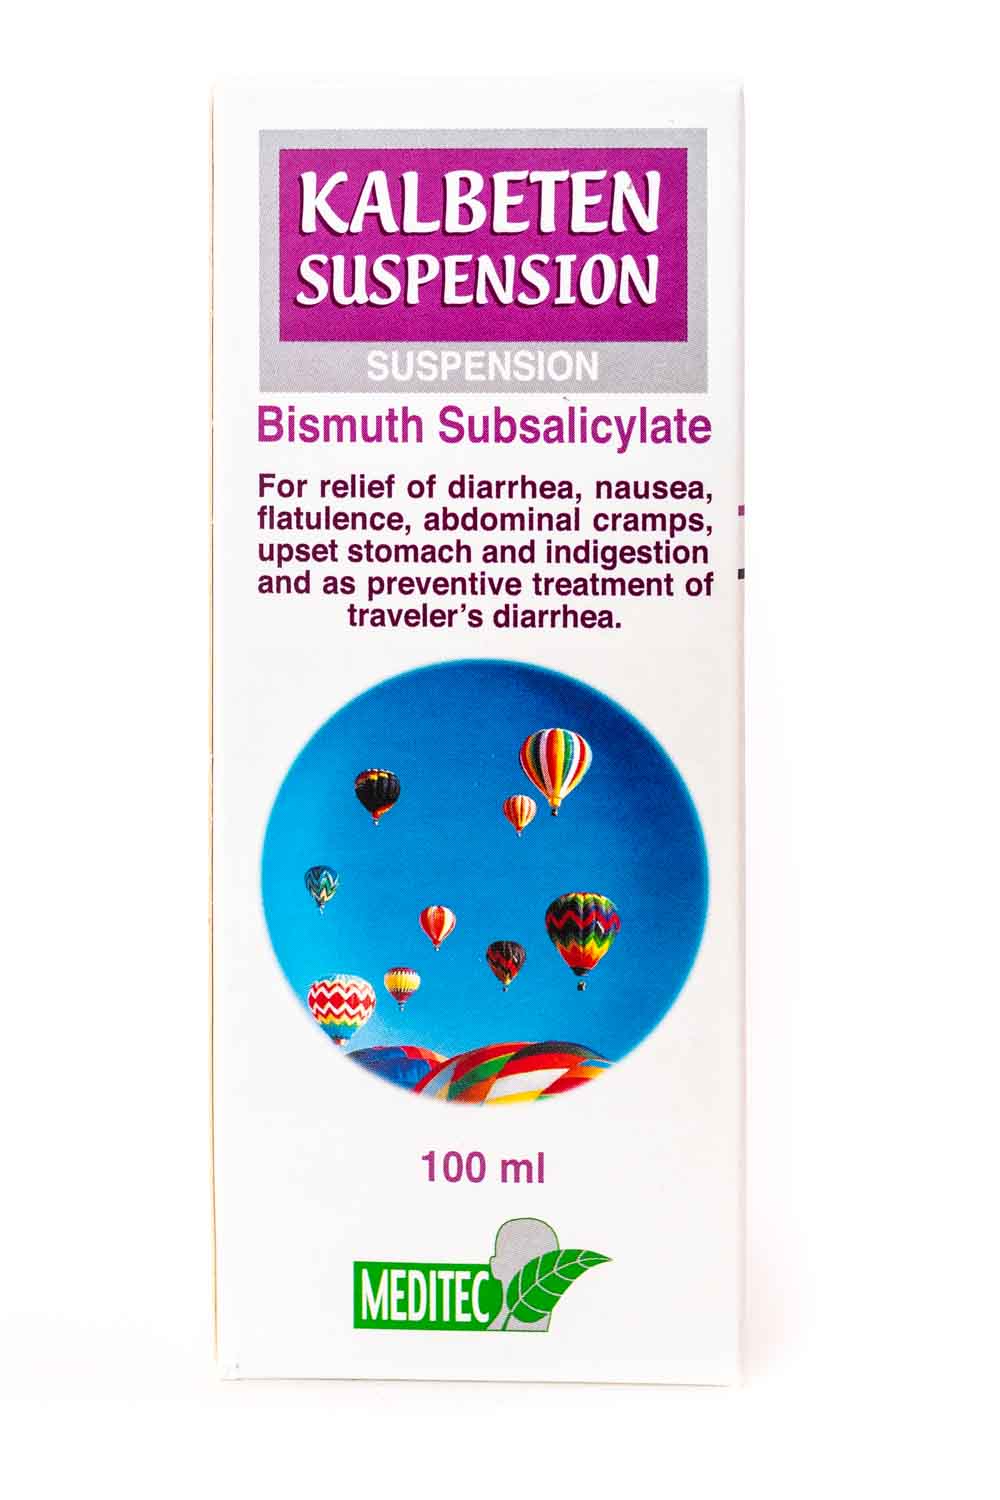 KALBETEN
SUSPENSION
SUSPENSION
Bismuth Subsalicylate
For relief of diarrhea, nausea,
flatulence, abdominal cramps,
upset stomach and indigestion
and as preventive treatment of
traveler's diarrhea.
100 ml
MEDITEC